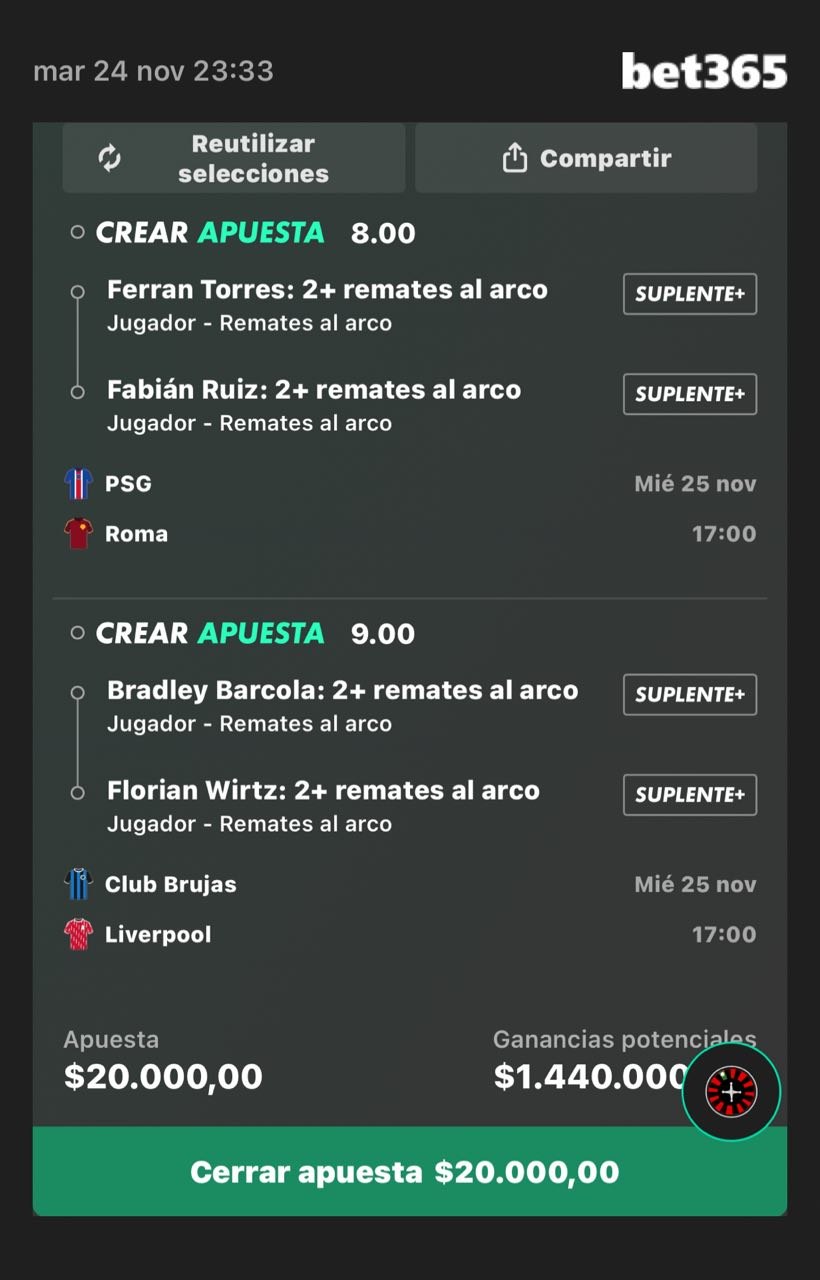 mar 24 nov 23:33
bet365
Reutilizar
selecciones
Compartir
CREAR APUESTA 8.00
Ferran Torres: 2+ remates al arco
SUPLENTE+
Jugador - Remates al arco
Fabián Ruiz: 2+ remates al arco
SUPLENTE+
Jugador - Remates al arco
PSG
Mié 25 nov
Roma
17:00
CREAR APUESTA 9.00
Bradley Barcola: 2+ remates al arco
SUPLENTE+
Jugador - Remates al arco
Florian Wirtz: 2+ remates al arco
SUPLENTE+
Jugador - Remates al arco
Club Brujas
Mié 25 nov
Liverpool
17:00
Apuesta
Ganancias potenciales
$20.000,00
$1.440.000
Cerrar apuesta $20.000,00